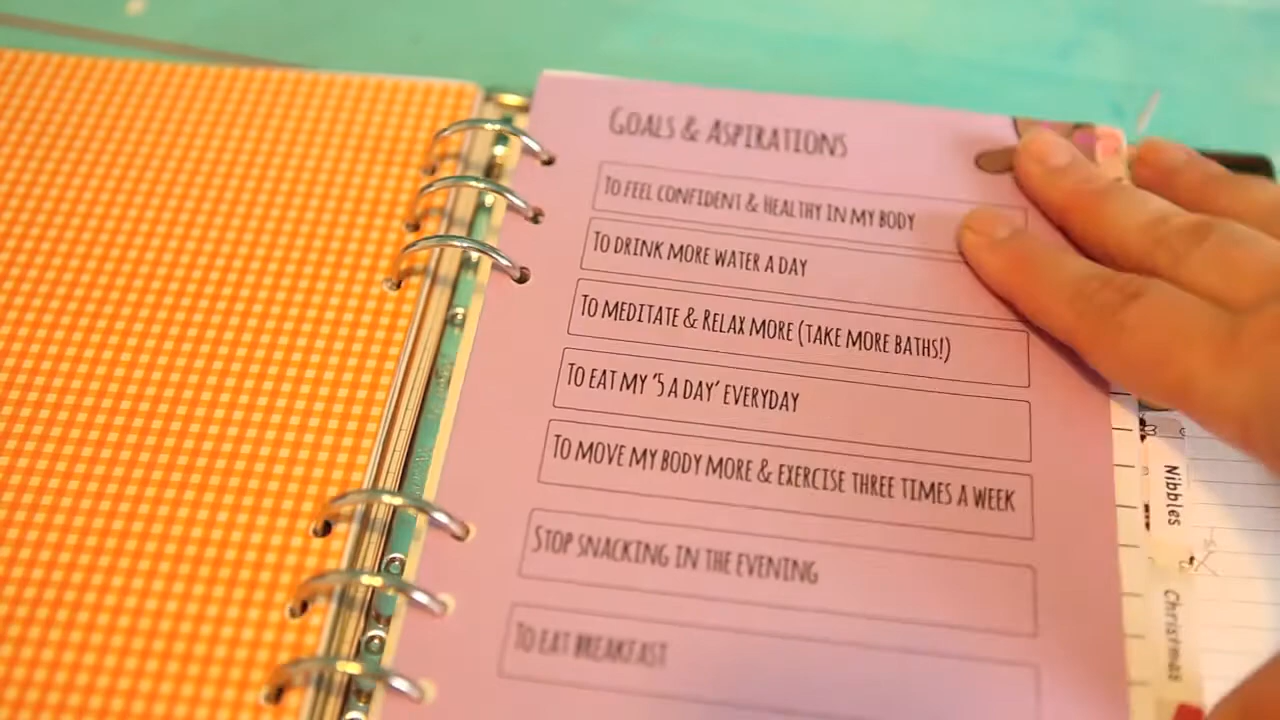 Goals & Aspirations
To feel confident & healthy in my body
To drink more water a day
To meditate & Relax more (take more baths!)
To eat my '5 a day' everyday
To move my body more & exercise three times a week
Stop snacking in the evening
To eat breakfast
Nibbles
Christmas